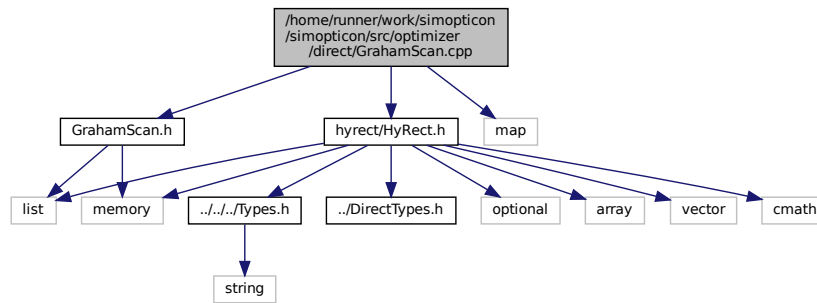 /home/runner/work/simopticon
/simopticon/src/optimizer
/direct/GrahamScan.cpp
GrahamScan.h
hyrect/HyRect.h
map
list
memory
../../../Types.h
../DirectTypes.h
optional
array
vector
cmath
string